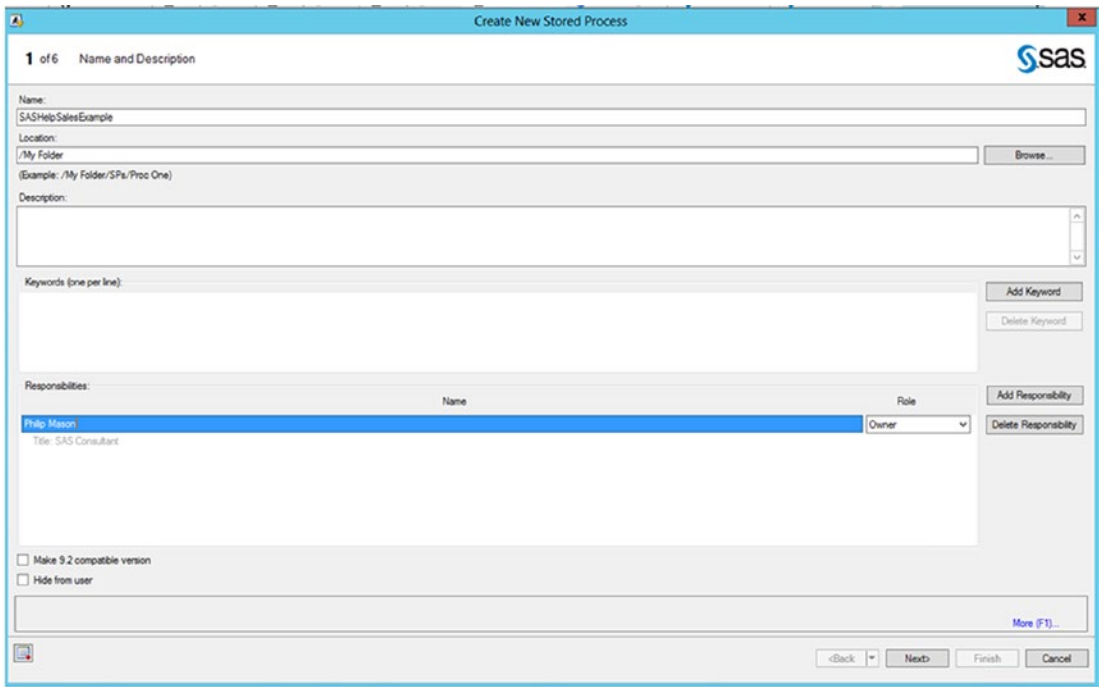 Create New Stored Process
x
1 of 6 Name and Description
sas
Name:
SASHelpSalesExample
Location:
/My Folder
Browse...
(Example: /My Folder/SPs/Proc One)
Description:
Keywords (one per line):
Add Keyword
Delete Keyword
Responsibilities:
Name Role
Add Responsibility
Philip Mason Owner
Delete Responsibility
Title: SAS Consultant
Make 9.2 compatible version
Hide from user
More (F1)...
<Back Next> Finish Cancel